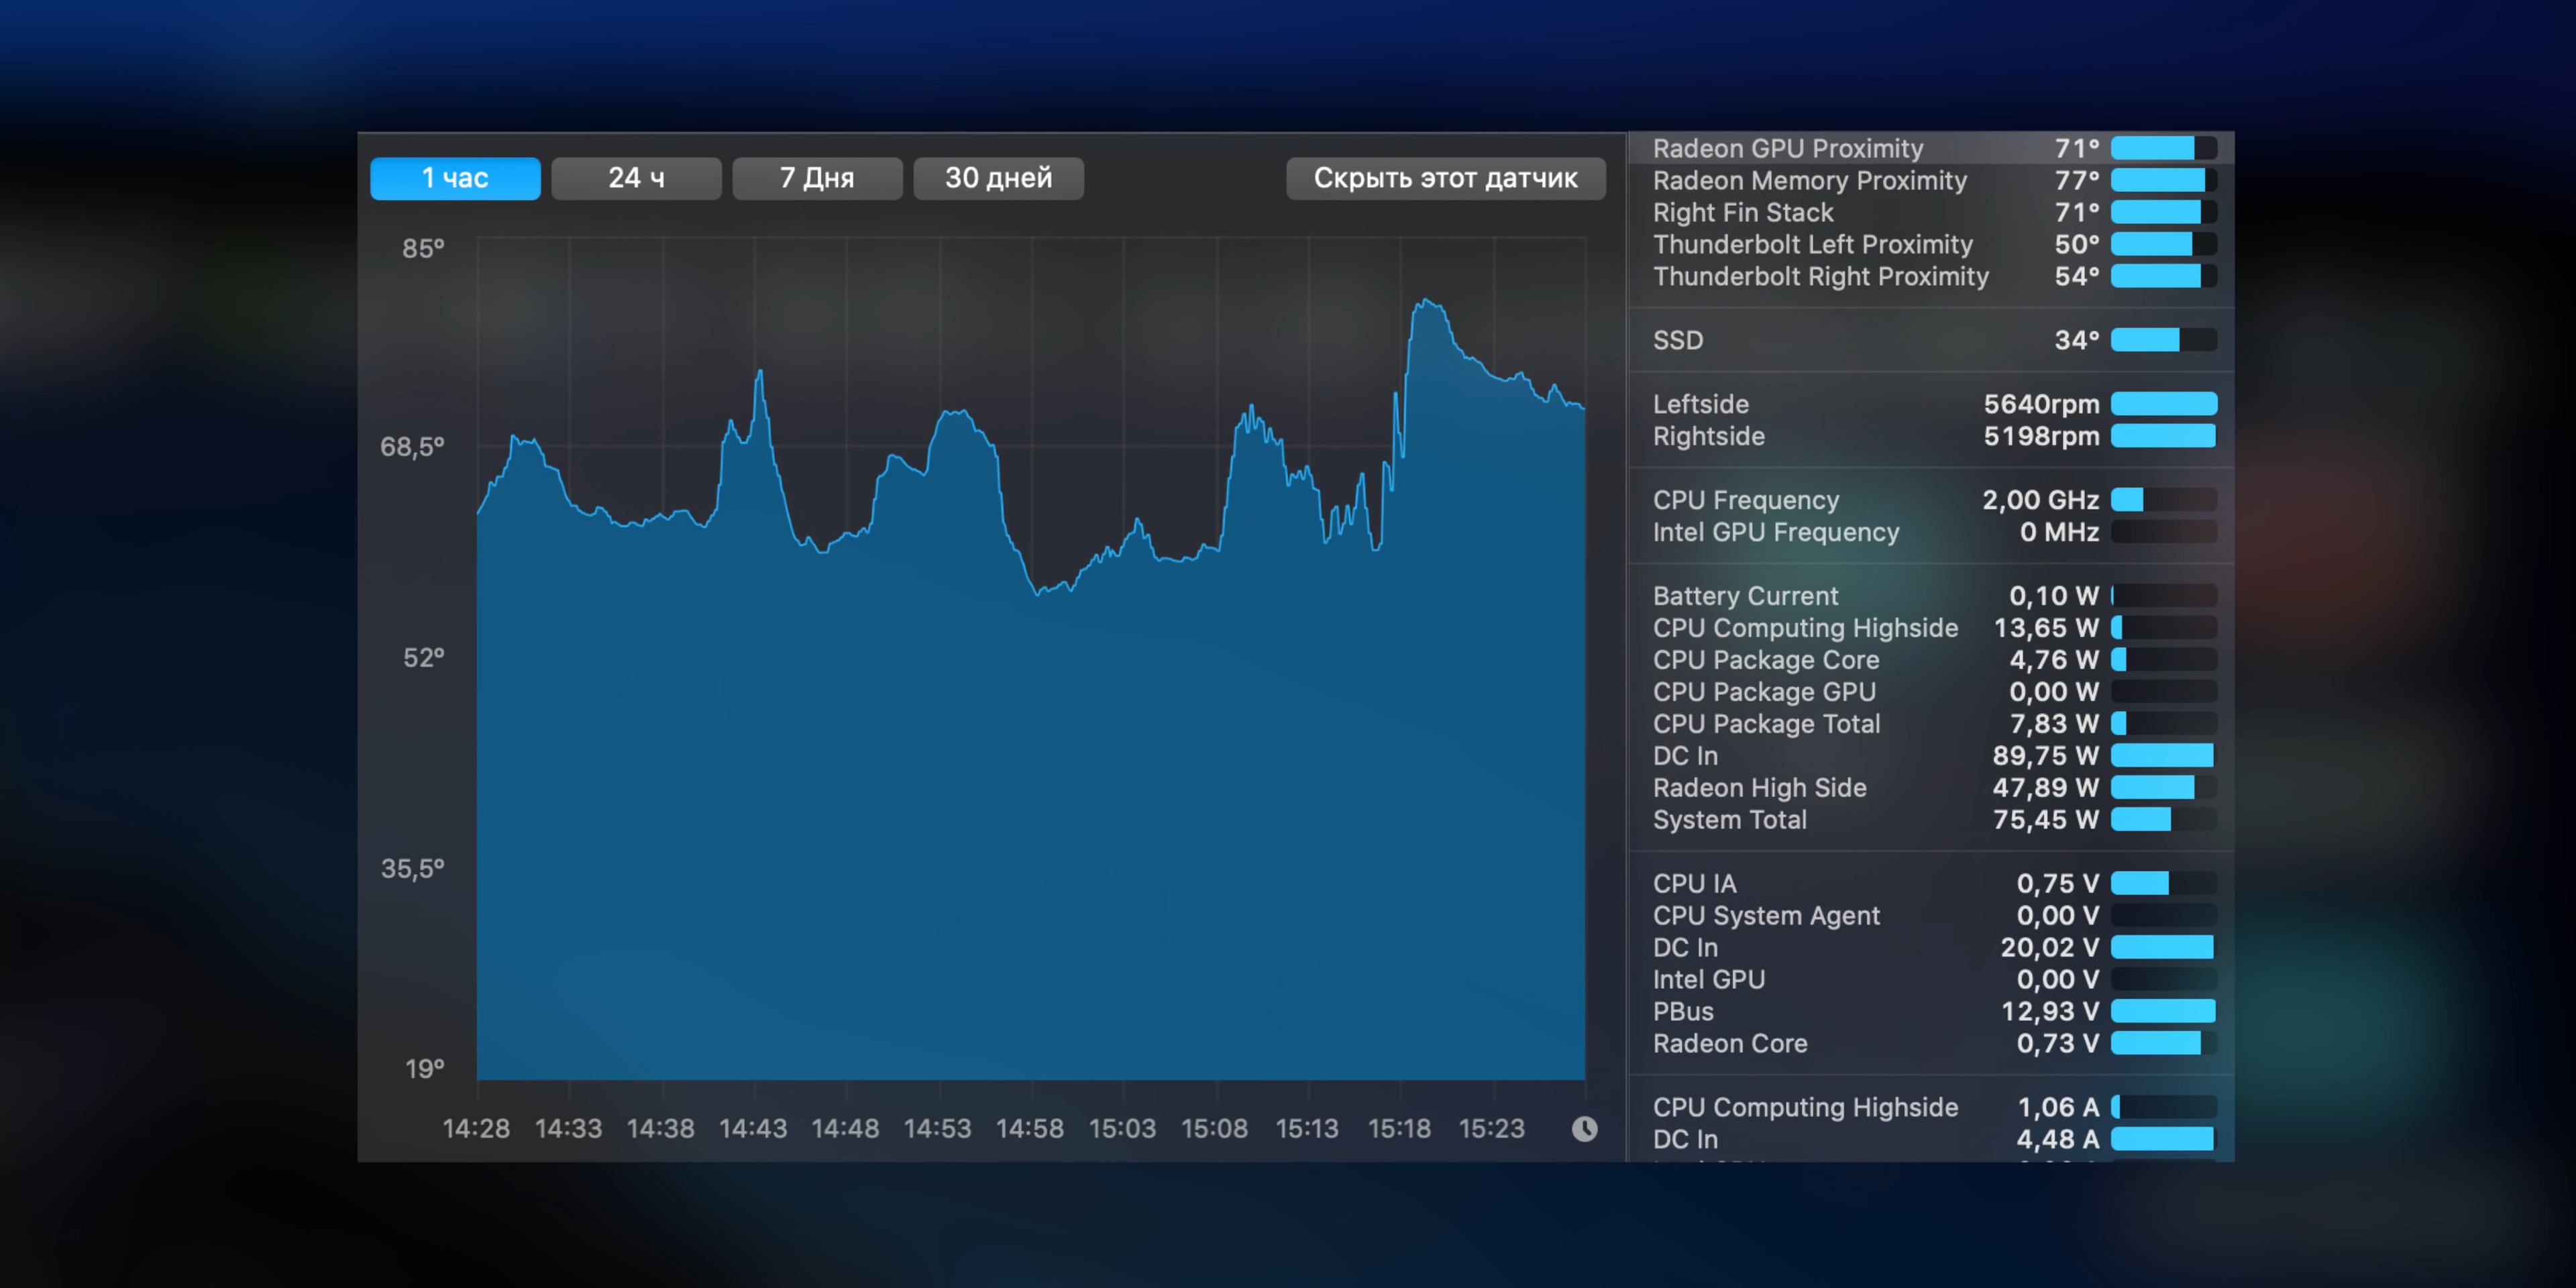 1 час 24 ч 7 Дня 30 дней Скрыть этот датчик
85°
68,5°
52°
35,5°
19°
14:28 14:33 14:38 14:43 14:48 14:53 14:58 15:03 15:08 15:13 15:18 15:23
Radeon GPU Proximity 71°
Radeon Memory Proximity 77°
Right Fin Stack 71°
Thunderbolt Left Proximity 50°
Thunderbolt Right Proximity 54°
SSD 34°
Leftside 5640rpm
Rightside 5198rpm
CPU Frequency 2,00 GHz
Intel GPU Frequency 0 MHz
Battery Current 0,10 W
CPU Computing Highside 13,65 W
CPU Package Core 4,76 W
CPU Package GPU 0,00 W
CPU Package Total 7,83 W
DC In 89,75 W
Radeon High Side 47,89 W
System Total 75,45 W
CPU IA 0,75 V
CPU System Agent 0,00 V
DC In 20,02 V
Intel GPU 0,00 V
PBus 12,93 V
Radeon Core 0,73 V
CPU Computing Highside 1,06 A
DC In 4,48 A